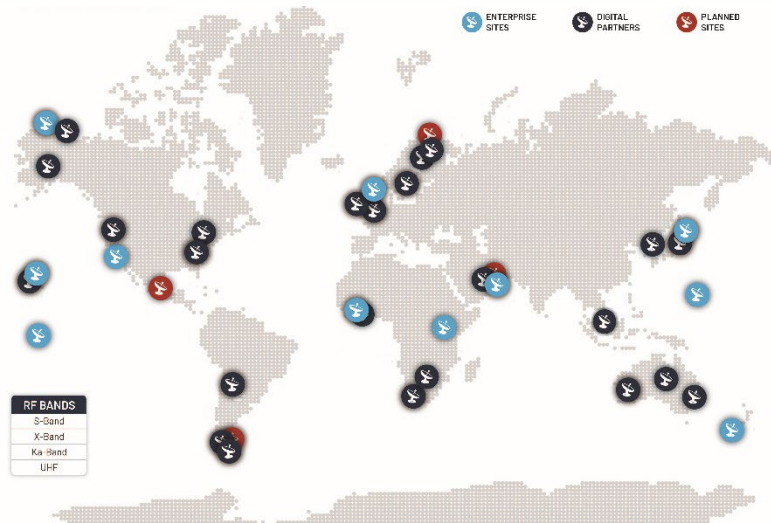 ENTERPRISE
SITES
DIGITAL
PARTNERS
PLANNED
SITES
RF BANDS
S-Band
X-Band
Ka-Band
UHF